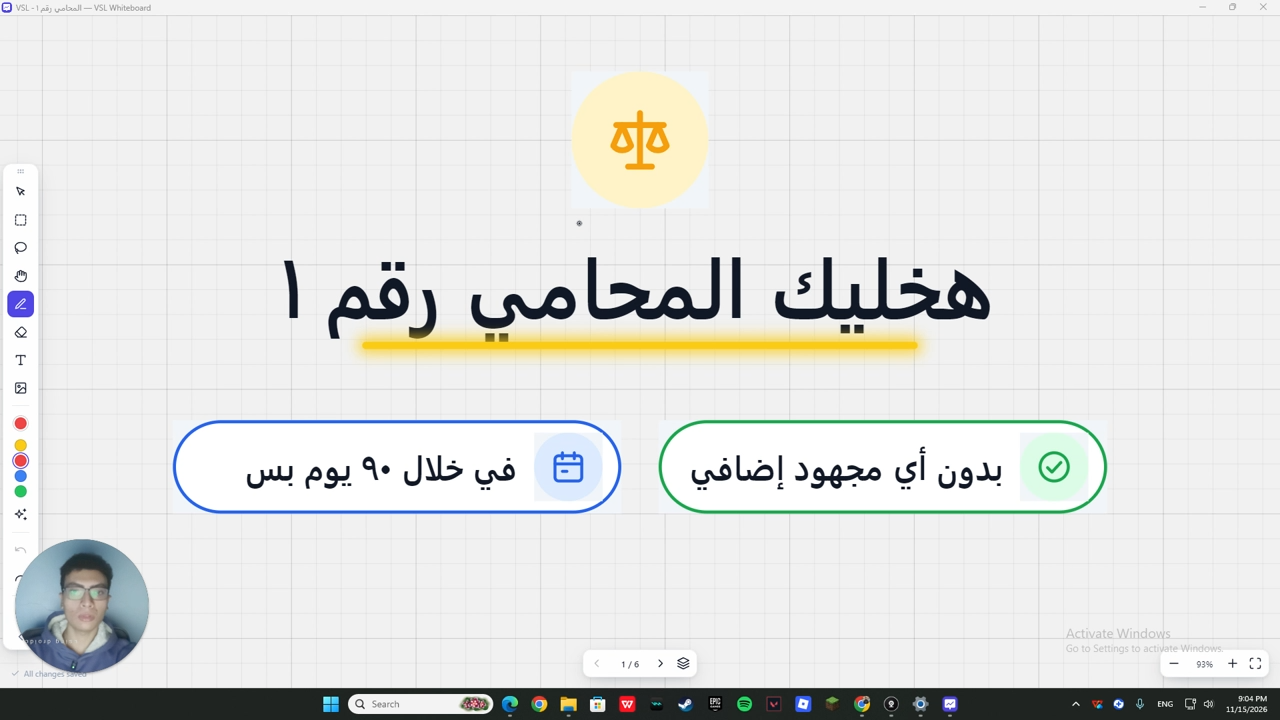 VSL - المحامي رقم ١ — VSL Whiteboard
هخليك المحامي رقم ١
بدون أي مجهود إضافي
في خلال ٩٠ يوم بس
All changes saved
1 / 6
Activate Windows
Go to Settings to activate Windows.
93%
Search
EPIC
ENG
9:04 PM
11/15/2026